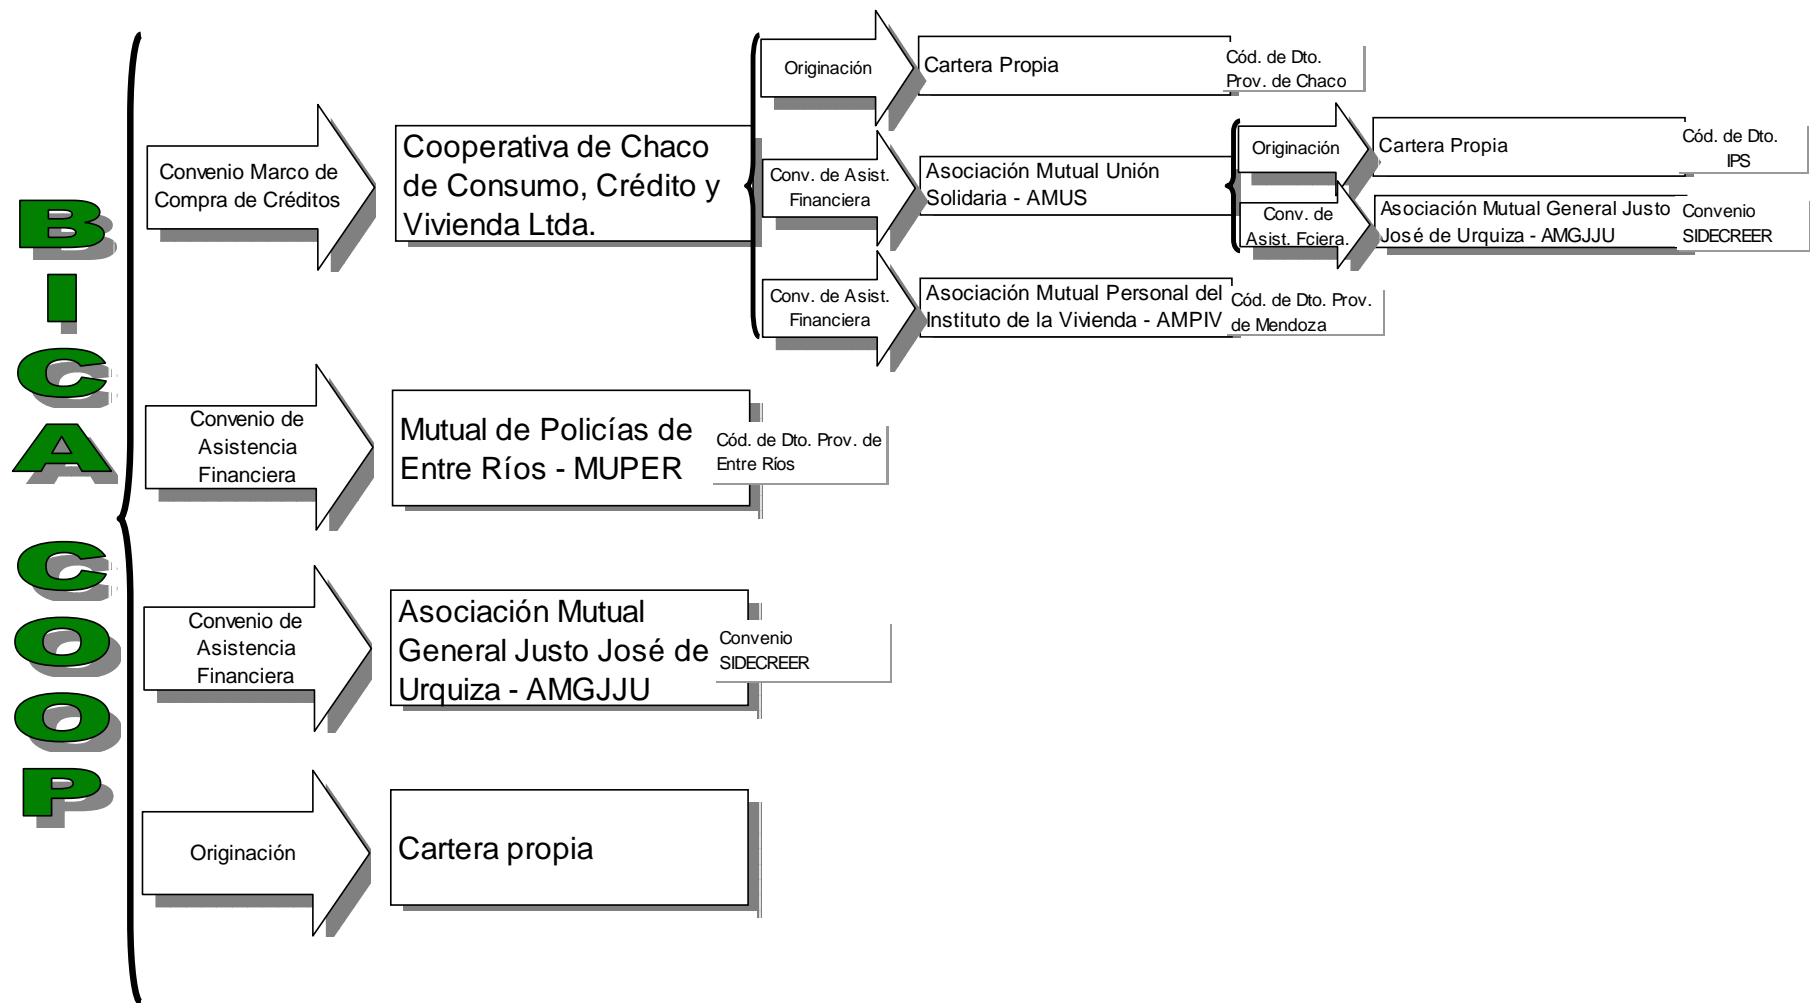 BICA COOP
Convenio Marco de
Compra de Créditos
Cooperativa de Chaco
de Consumo, Crédito y
Vivienda Ltda.
Originación
Cartera Propia
Cód. de Dto.
Prov. de Chaco
Conv. de Asist.
Financiera
Asociación Mutual Unión
Solidaria - AMUS
Originación
Cartera Propia
Cód. de Dto.
IPS
Conv. de
Asist. Fciera.
Asociación Mutual General Justo
José de Urquiza - AMGJJU
Convenio
SIDECREER
Conv. de Asist.
Financiera
Asociación Mutual Personal del
Instituto de la Vivienda - AMPIV
Cód. de Dto. Prov.
de Mendoza
Convenio de
Asistencia
Financiera
Mutual de Policías de
Entre Ríos - MUPER
Cód. de Dto. Prov. de
Entre Ríos
Convenio de
Asistencia
Financiera
Asociación Mutual
General Justo José de
Urquiza - AMGJJU
Convenio
SIDECREER
Originación
Cartera propia